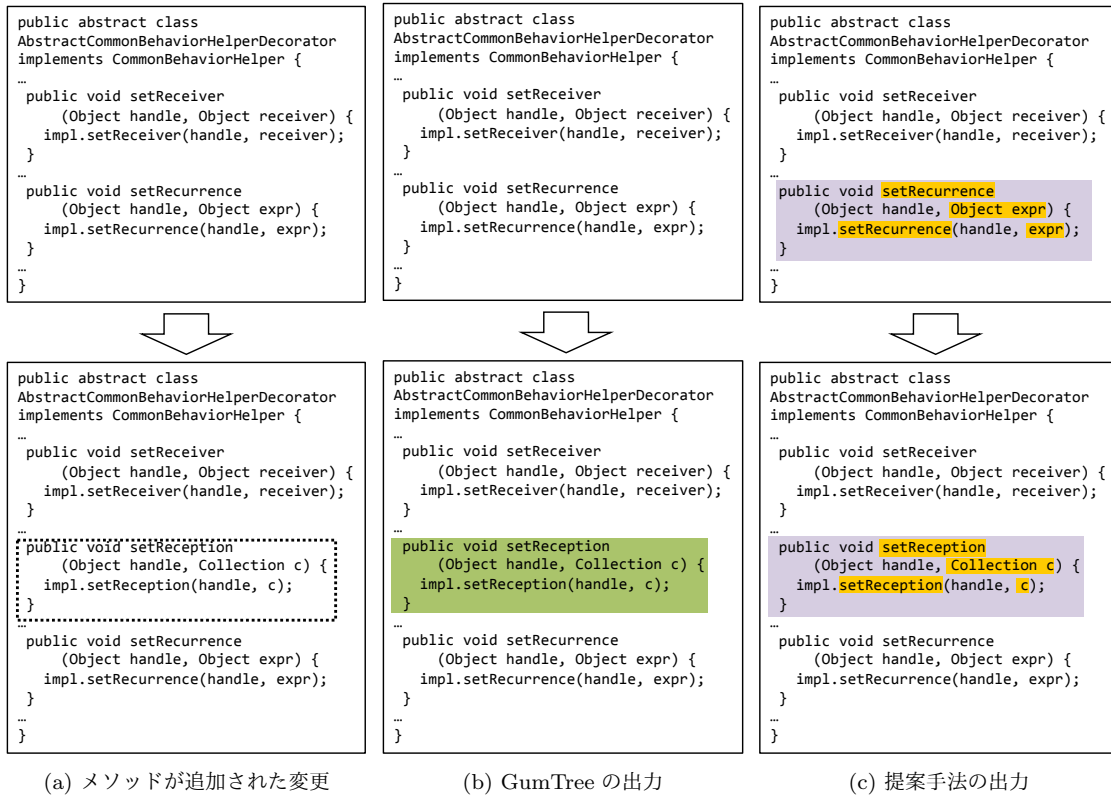 public abstract class
AbstractCommonBehaviorHelperDecorator
implements CommonBehaviorHelper {
…
public void setReceiver
(Object handle, Object receiver) {
impl.setReceiver(handle, receiver);
}
…
public void setRecurrence
(Object handle, Object expr) {
impl.setRecurrence(handle, expr);
}
…
}
public abstract class
AbstractCommonBehaviorHelperDecorator
implements CommonBehaviorHelper {
…
public void setReceiver
(Object handle, Object receiver) {
impl.setReceiver(handle, receiver);
}
…
public void setReception
(Object handle, Collection c) {
impl.setReception(handle, c);
}
…
public void setRecurrence
(Object handle, Object expr) {
impl.setRecurrence(handle, expr);
}
…
}
(a) メソッドが追加された変更
public abstract class
AbstractCommonBehaviorHelperDecorator
implements CommonBehaviorHelper {
…
public void setReceiver
(Object handle, Object receiver) {
impl.setReceiver(handle, receiver);
}
…
public void setRecurrence
(Object handle, Object expr) {
impl.setRecurrence(handle, expr);
}
…
}
public abstract class
AbstractCommonBehaviorHelperDecorator
implements CommonBehaviorHelper {
…
public void setReceiver
(Object handle, Object receiver) {
impl.setReceiver(handle, receiver);
}
…
public void setReception
(Object handle, Collection c) {
impl.setReception(handle, c);
}
…
public void setRecurrence
(Object handle, Object expr) {
impl.setRecurrence(handle, expr);
}
…
}
(b) GumTree の出力
public abstract class
AbstractCommonBehaviorHelperDecorator
implements CommonBehaviorHelper {
…
public void setReceiver
(Object handle, Object receiver) {
impl.setReceiver(handle, receiver);
}
…
public void setRecurrence
(Object handle, Object expr) {
impl.setRecurrence(handle, expr);
}
…
}
public abstract class
AbstractCommonBehaviorHelperDecorator
implements CommonBehaviorHelper {
…
public void setReceiver
(Object handle, Object receiver) {
impl.setReceiver(handle, receiver);
}
…
public void setReception
(Object handle, Collection c) {
impl.setReception(handle, c);
}
…
public void setRecurrence
(Object handle, Object expr) {
impl.setRecurrence(handle, expr);
}
…
}
(c) 提案手法の出力